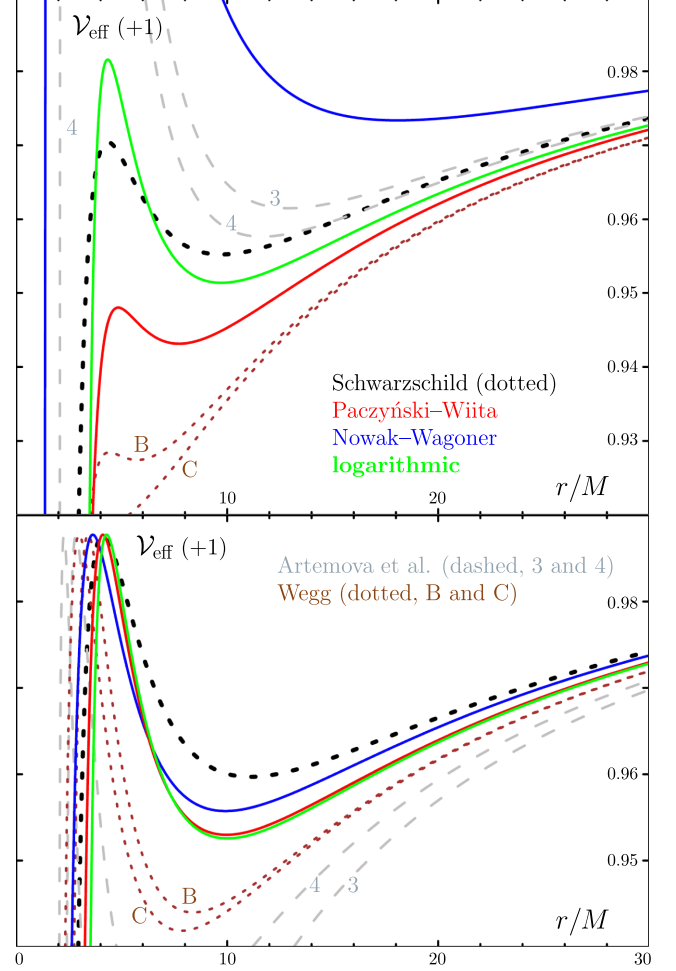 𝒱eff (+1)
0.98
4
3
4
0.96
0.95
0.94
0.93
Schwarzschild (dotted)
Paczyński–Wiita
Nowak–Wagoner
logarithmic
B
C
10
20
r/M
𝒱eff (+1)
Artemova et al. (dashed, 3 and 4)
Wegg (dotted, B and C)
0.98
0.96
0.95
4
3
B
C
r/M
0
10
20
30